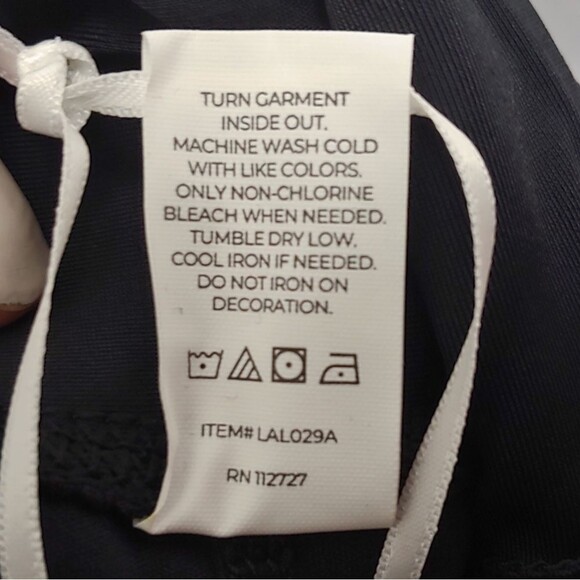 TURN GARMENT
INSIDE OUT.
MACHINE WASH COLD
WITH LIKE COLORS.
ONLY NON-CHLORINE
BLEACH WHEN NEEDED.
TUMBLE DRY LOW.
COOL IRON IF NEEDED.
DO NOT IRON ON
DECORATION.
ITEM# LAL029A
RN 112727